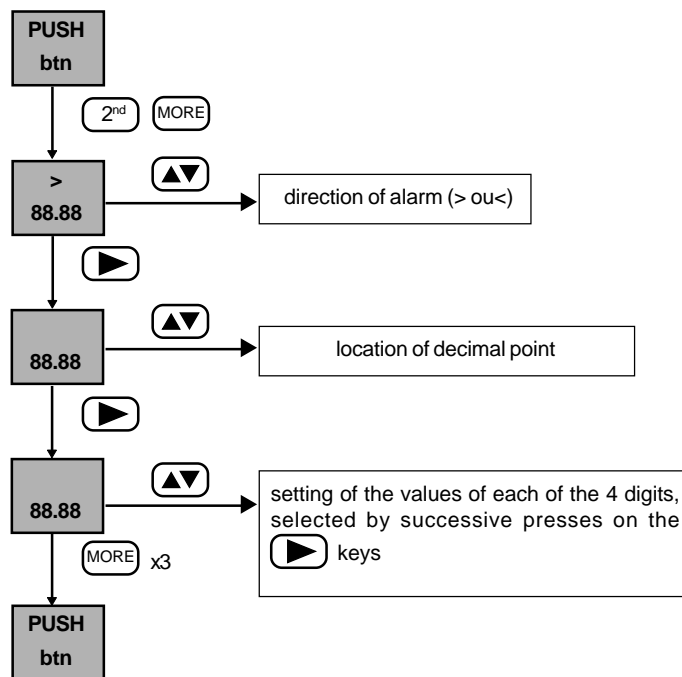 PUSH
btn
2nd MORE
>
88.88
direction of alarm (> ou<)
88.88
location of decimal point
88.88
setting of the values of each of the 4 digits,
selected by successive presses on the
keys
MORE x3
PUSH
btn